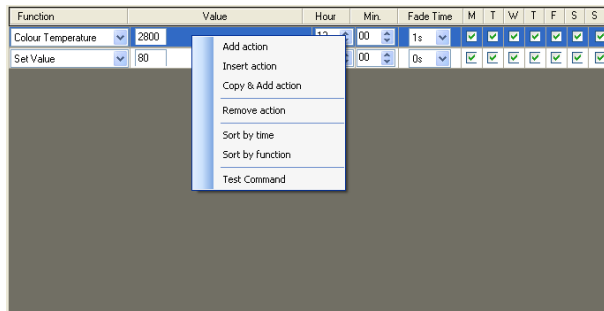 Function Value Hour Min. Fade Time M T W T F S S
Colour Temperature 2800 12 00 1s
Set Value 80 00 0s
Add action
Insert action
Copy & Add action
Remove action
Sort by time
Sort by function
Test Command